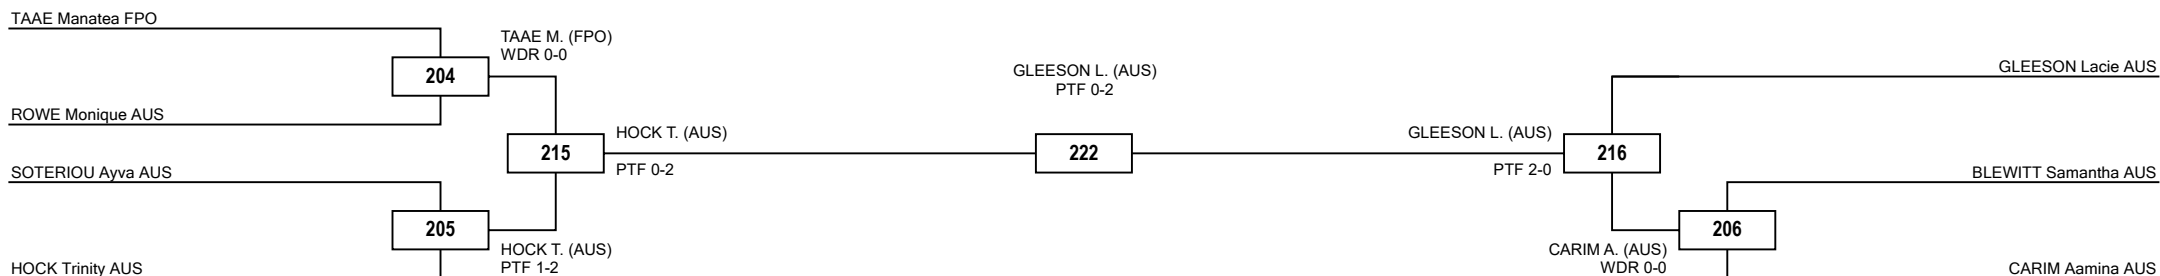 TAAE Manatea FPO
TAAE M. (FPO)
WDR 0-0
204
ROWE Monique AUS
HOCK T. (AUS)
215
PTF 0-2
SOTERIOU Ayva AUS
205
HOCK T. (AUS)
PTF 1-2
HOCK Trinity AUS
GLEESON L. (AUS)
PTF 0-2
222
GLEESON Lacie AUS
GLEESON L. (AUS)
216
PTF 2-0
BLEWITT Samantha AUS
206
CARIM A. (AUS)
WDR 0-0
CARIM Aamina AUS